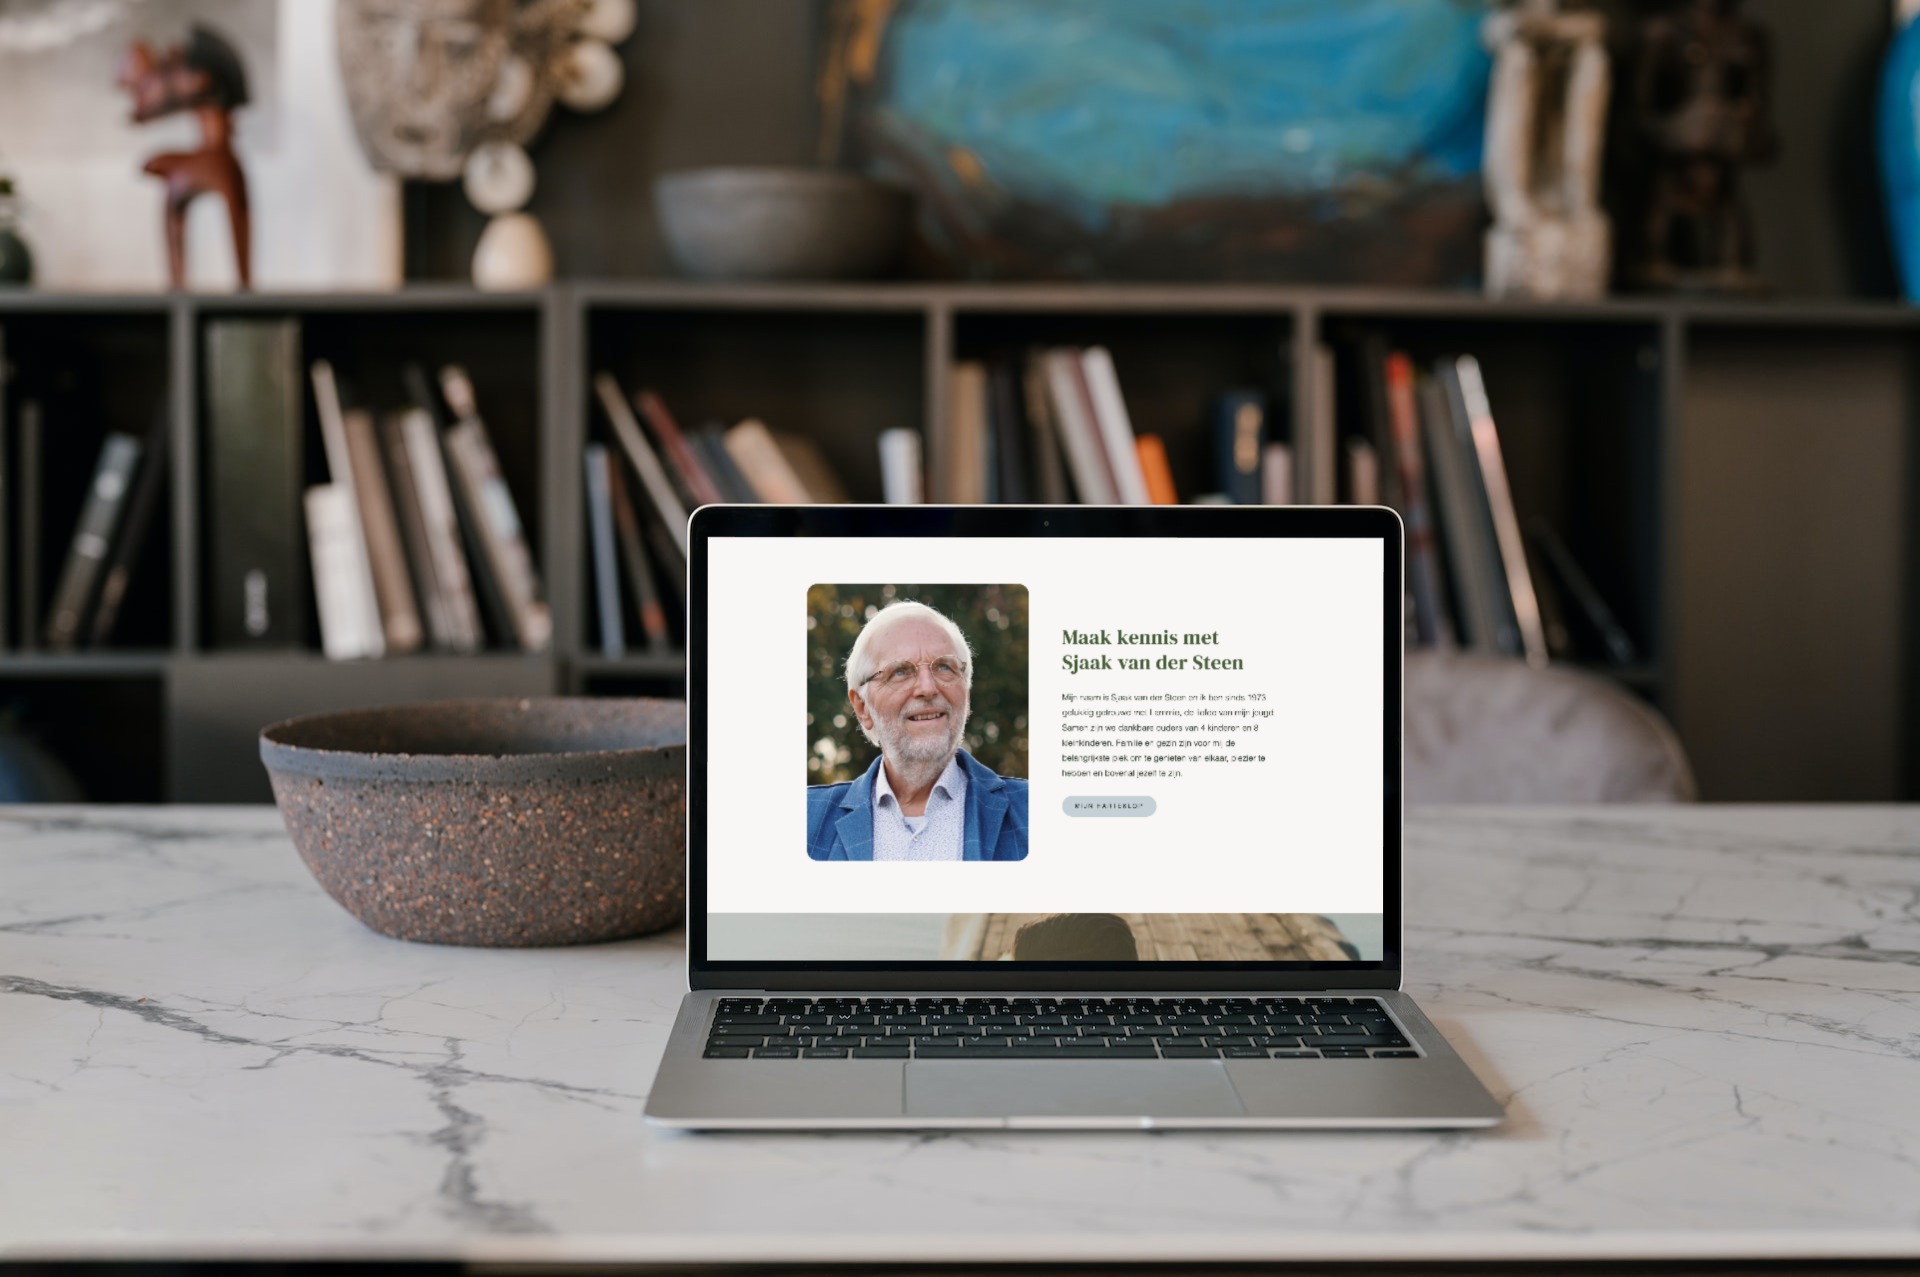 Maak kennis met
Sjaak van der Steen
Mijn naam is Sjaak van der Steen en ik ben sinds 1973
gelukkig getrouwd met Lammie, de liefde van mijn jeugd
Samen zijn we dankbare ouders van 4 kinderen en 8
kleinkinderen. Familie en gezin zijn voor mij de
belangrijkste plek om te genieten van elkaar, plezier te
hebben en bovenal jezelf te zijn.
MIJN